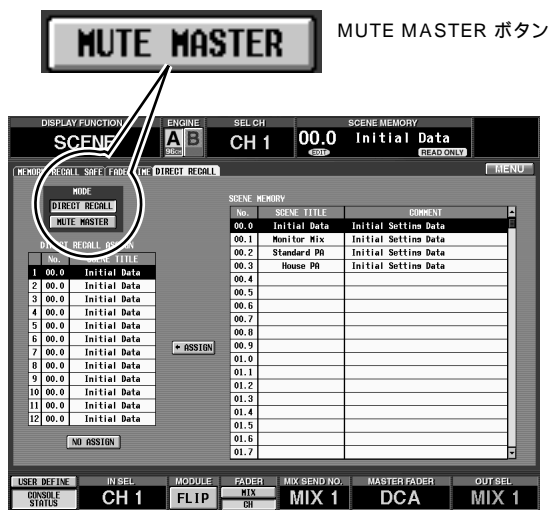 MUTE MASTER
MUTE MASTER ボタン
DISPLAY FUNCTION ENGINE SEL CH SCENE MEMORY
SCENE A B 96CH CH 1 00.0 EDIT Initial Data READ ONLY
MEMORY RECALL SAFE FADE TIME DIRECT RECALL MENU
MODE
DIRECT RECALL
MUTE MASTER
DIRECT RECALL ASSIGN
No. SCENE TITLE
1 00.0 Initial Data
2 00.0 Initial Data
3 00.0 Initial Data
4 00.0 Initial Data
5 00.0 Initial Data
6 00.0 Initial Data
7 00.0 Initial Data
8 00.0 Initial Data
9 00.0 Initial Data
10 00.0 Initial Data
11 00.0 Initial Data
12 00.0 Initial Data
NO ASSIGN
← ASSIGN
SCENE MEMORY
No. SCENE TITLE COMMENT
00.0 Initial Data Initial Setting Data
00.1 Monitor Mix Initial Setting Data
00.2 Standard PA Initial Setting Data
00.3 House PA Initial Setting Data
00.4
00.5
00.6
00.7
00.8
00.9
01.0
01.1
01.2
01.3
01.4
01.5
01.6
01.7
USER DEFINE IN SEL MODULE FADER MIX SEND NO. MASTER FADER OUT SEL
CONSOLE STATUS CH 1 FLIP MIX CH MIX 1 DCA MIX 1